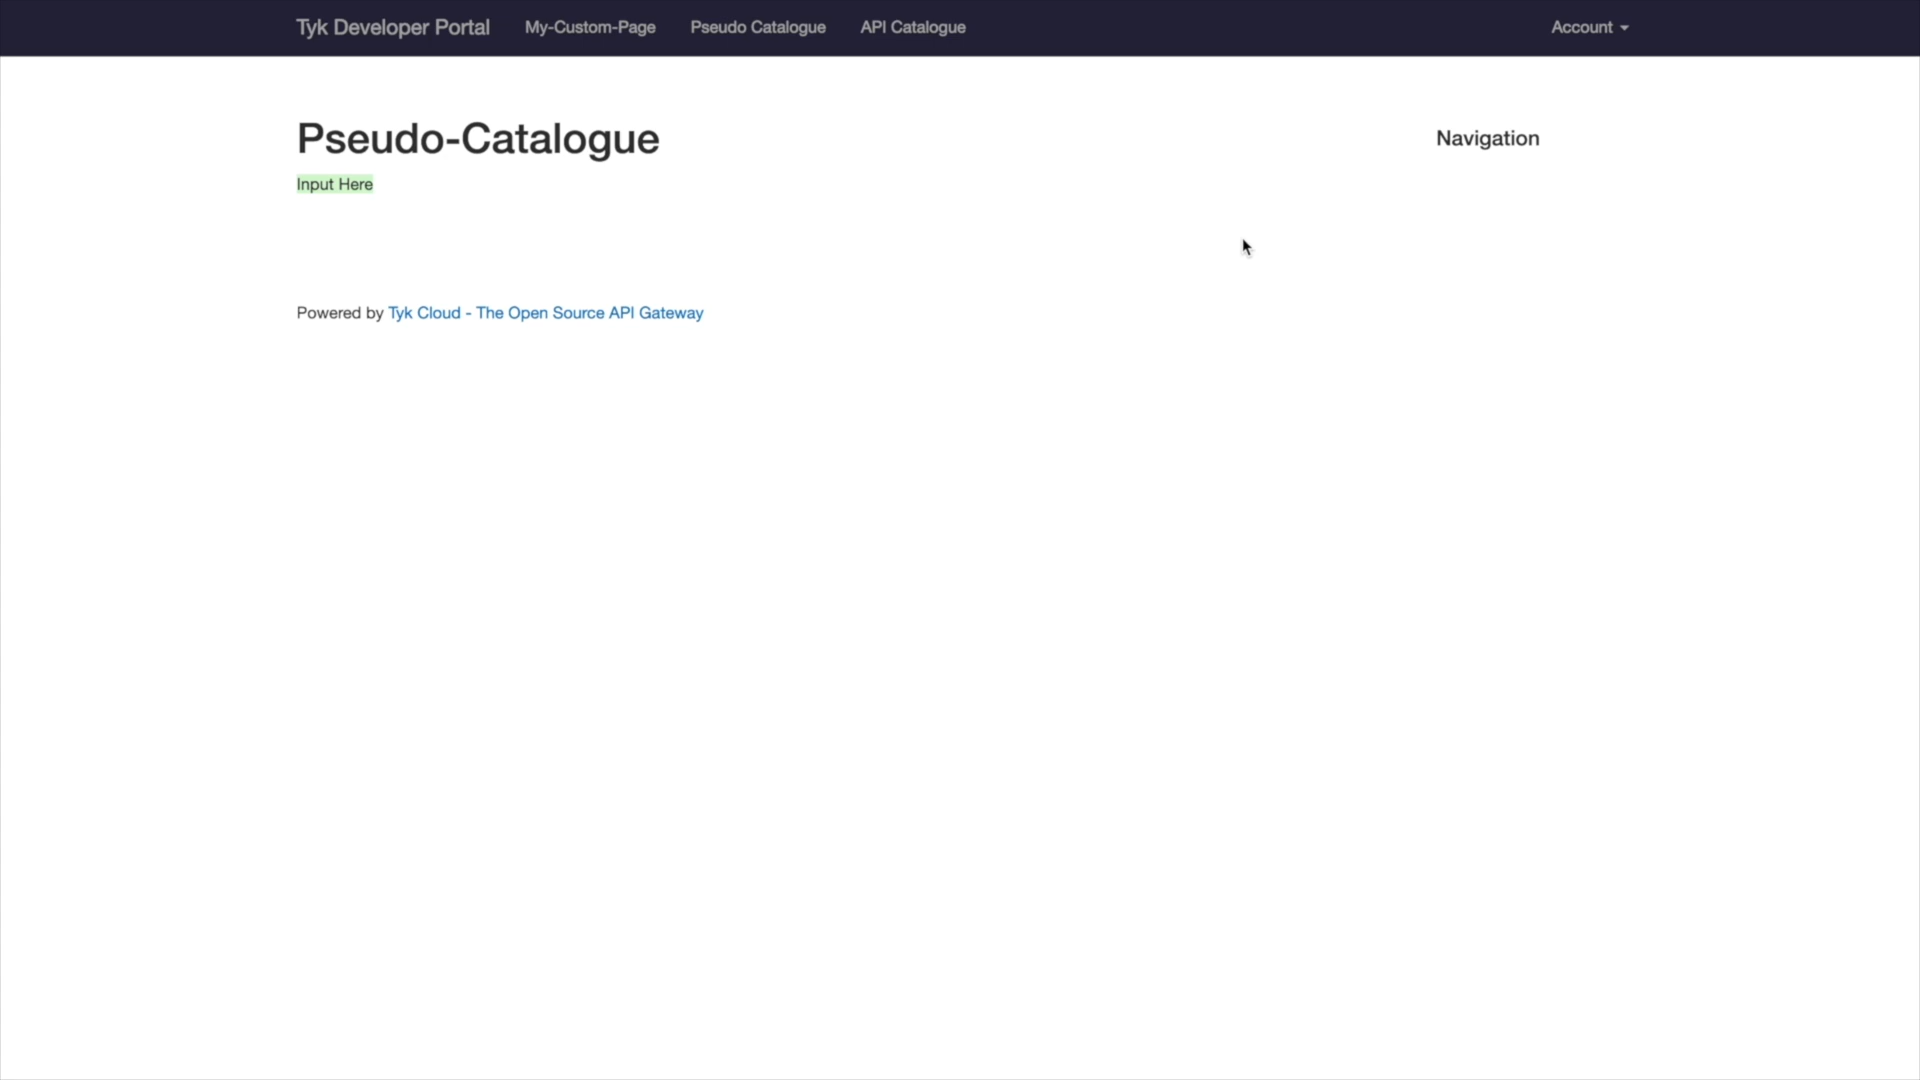 Tyk Developer Portal My-Custom-Page Pseudo Catalogue API Catalogue Account
Pseudo-Catalogue
Navigation
Input Here
Powered by Tyk Cloud - The Open Source API Gateway